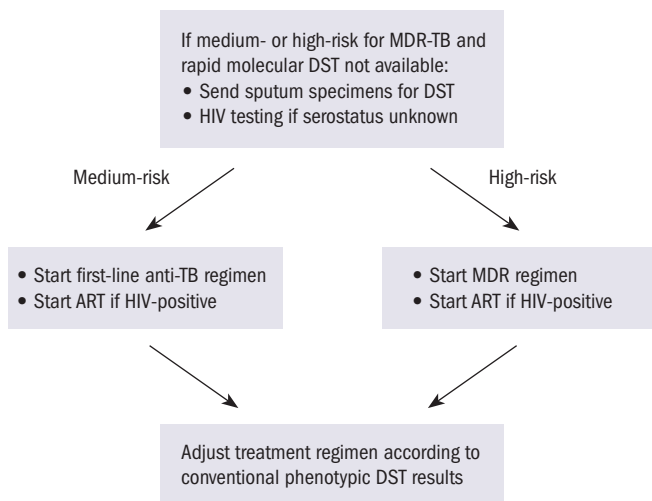 If medium- or high-risk for MDR-TB and
rapid molecular DST not available:
• Send sputum specimens for DST
• HIV testing if serostatus unknown
Medium-risk
High-risk
• Start first-line anti-TB regimen
• Start ART if HIV-positive
• Start MDR regimen
• Start ART if HIV-positive
Adjust treatment regimen according to
conventional phenotypic DST results